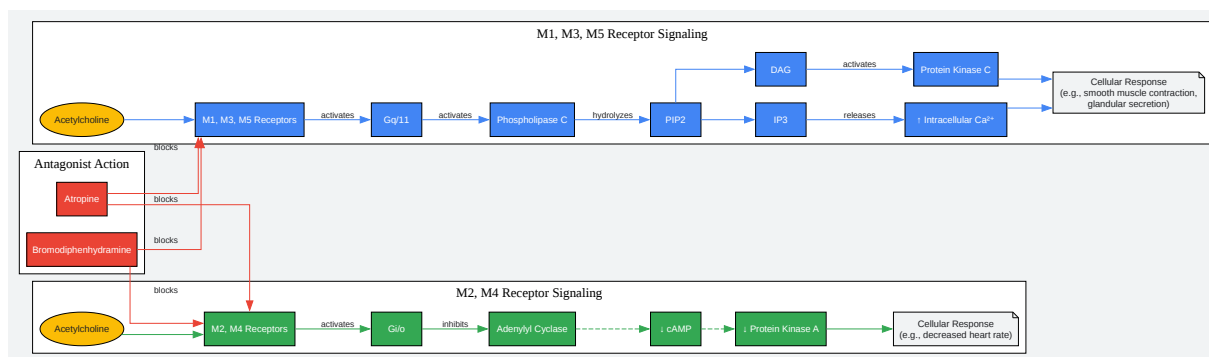 M1, M3, M5 Receptor Signaling
DAG
activates
Protein Kinase C
Cellular Response
(e.g., smooth muscle contraction,
glandular secretion)
Acetylcholine
M1, M3, M5 Receptors
activates
Gq/11
activates
Phospholipase C
hydrolyzes
PIP2
IP3
releases
↑ Intracellular Ca²⁺
blocks
Antagonist Action
Atropine
blocks
Bromodiphenhydramine
blocks
blocks
M2, M4 Receptor Signaling
Acetylcholine
M2, M4 Receptors
activates
Gi/o
inhibits
Adenylyl Cyclase
↓ cAMP
↓ Protein Kinase A
Cellular Response
(e.g., decreased heart rate)